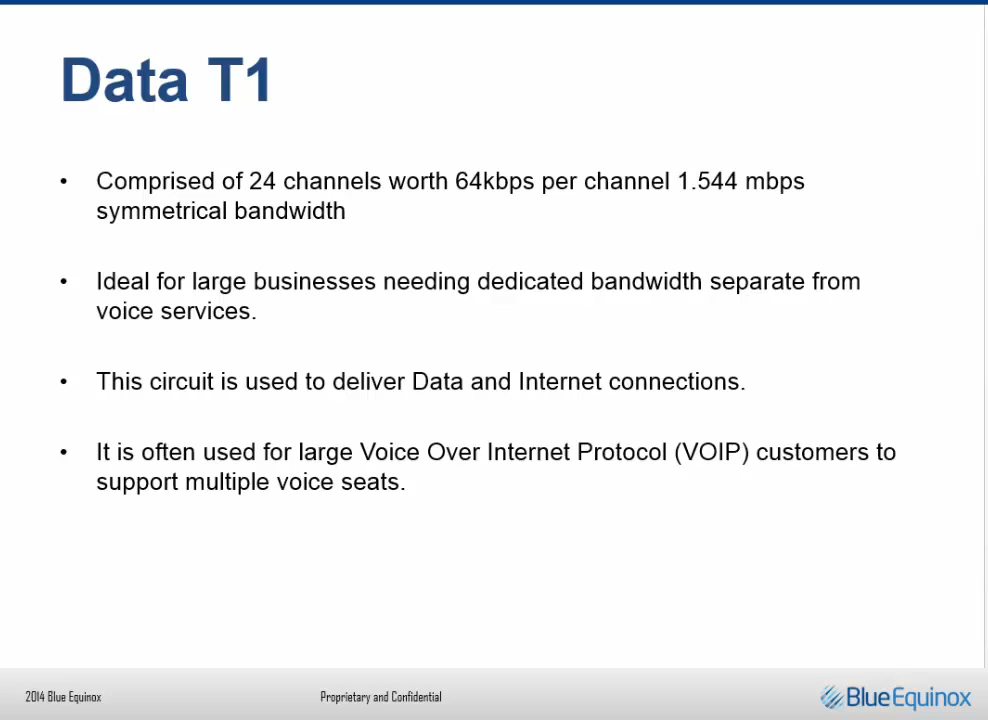 Data T1
• Comprised of 24 channels worth 64kbps per channel 1.544 mbps
symmetrical bandwidth
• Ideal for large businesses needing dedicated bandwidth separate from
voice services.
• This circuit is used to deliver Data and Internet connections.
• It is often used for large Voice Over Internet Protocol (VOIP) customers to
support multiple voice seats.
2014 Blue Equinox
Proprietary and Confidential
BlueEquinox